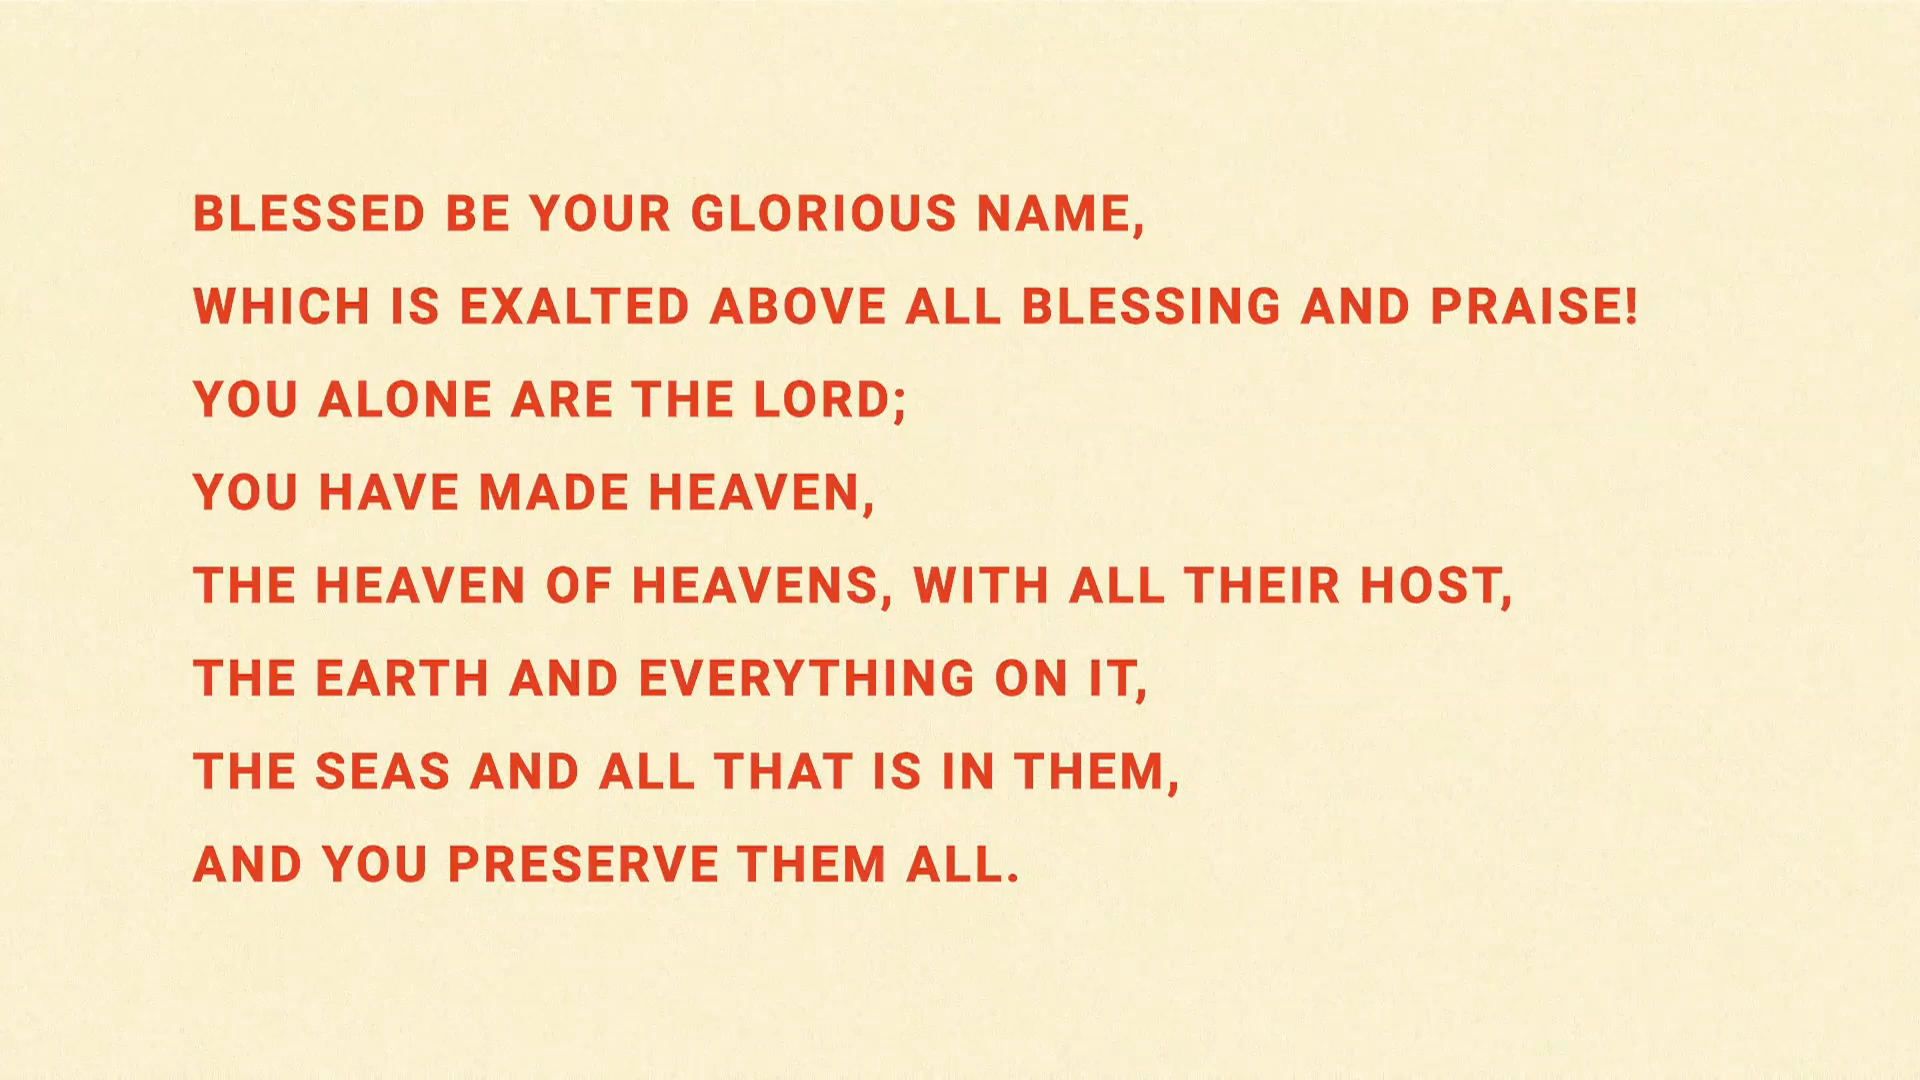 BLESSED BE YOUR GLORIOUS NAME,
WHICH IS EXALTED ABOVE ALL BLESSING AND PRAISE!
YOU ALONE ARE THE LORD;
YOU HAVE MADE HEAVEN,
THE HEAVEN OF HEAVENS, WITH ALL THEIR HOST,
THE EARTH AND EVERYTHING ON IT,
THE SEAS AND ALL THAT IS IN THEM,
AND YOU PRESERVE THEM ALL.